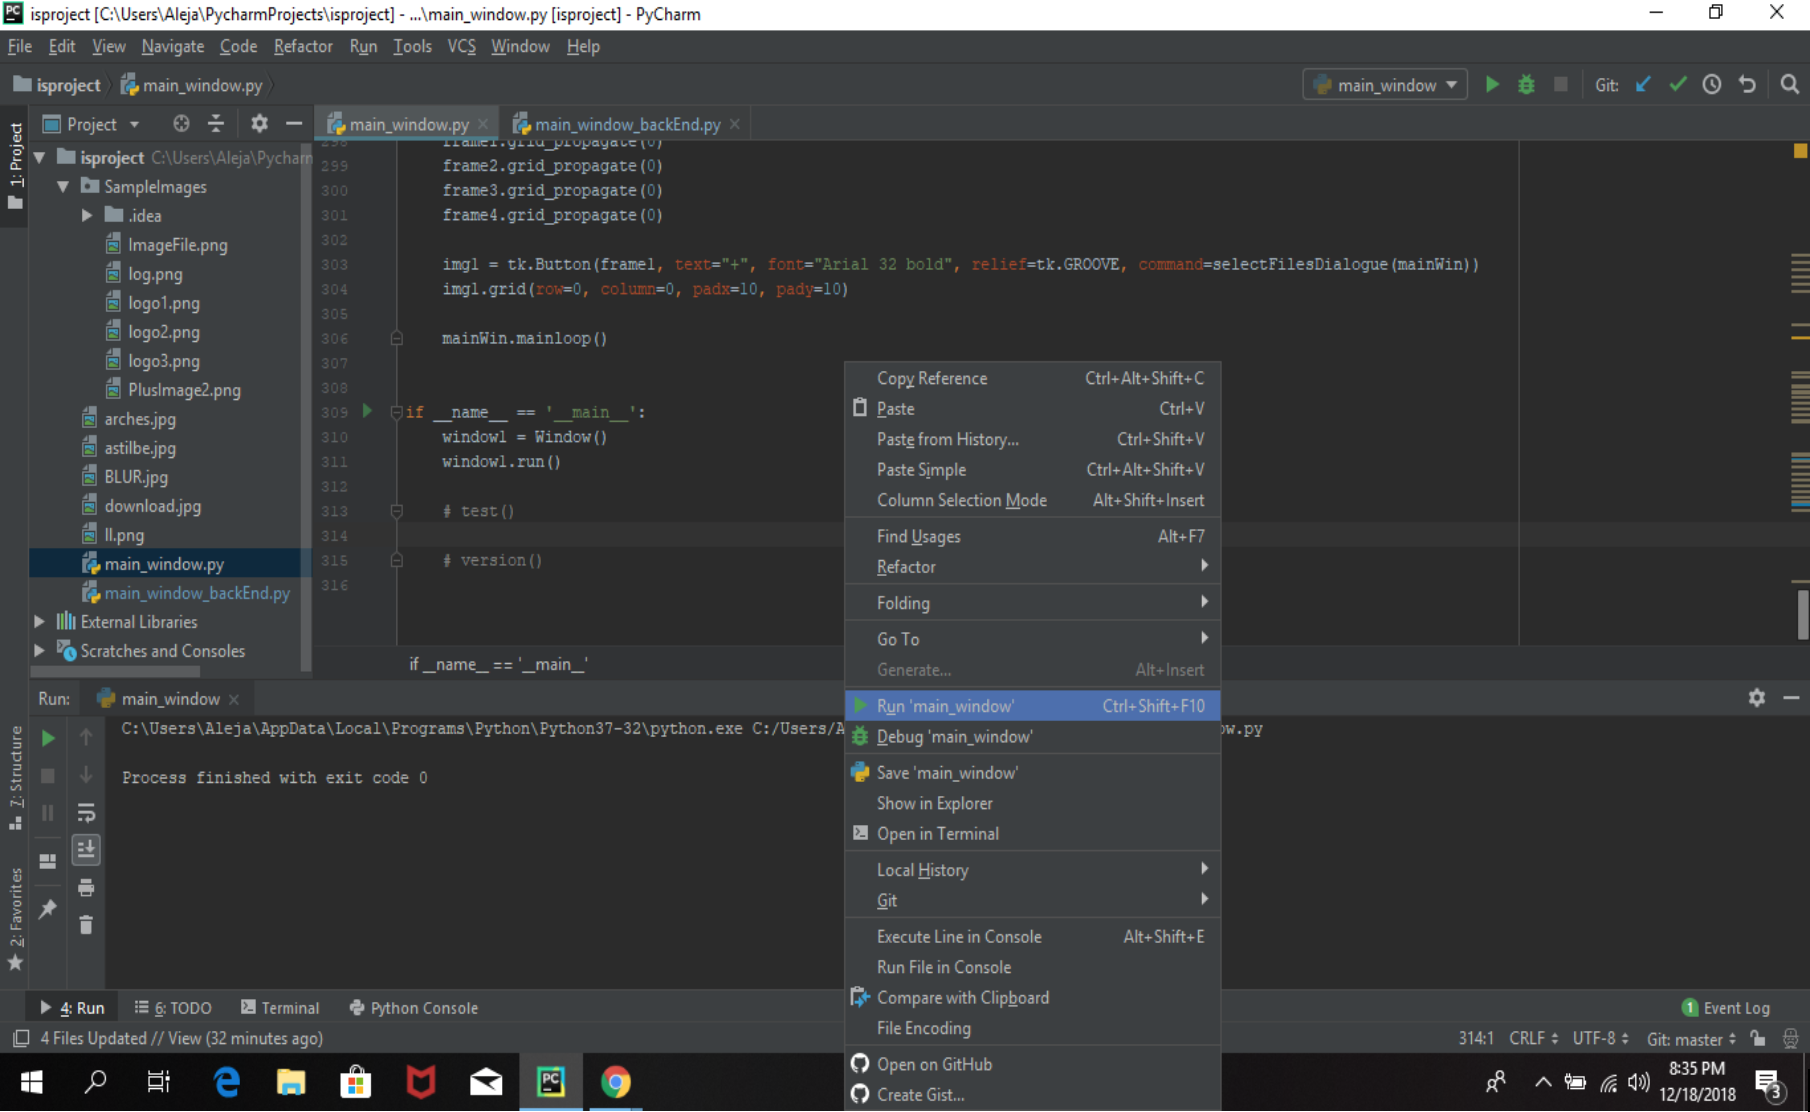 isproject [C:\Users\Aleja\PycharmProjects\isproject] - ...\main_window.py [isproject] - PyCharm
File Edit View Navigate Code Refactor Run Tools VCS Window Help
isproject main_window.py
main_window Git:
1: Project
Project
main_window.py main_window_backEnd.py
isproject C:\Users\Aleja\Pycharm
SampleImages
.idea
ImageFile.png
log.png
logo1.png
logo2.png
logo3.png
PlusImage2.png
arches.jpg
astilbe.jpg
BLUR.jpg
download.jpg
ll.png
main_window.py
main_window_backEnd.py
External Libraries
Scratches and Consoles
298 frame1.grid_propagate(0)
299 frame2.grid_propagate(0)
300 frame3.grid_propagate(0)
301 frame4.grid_propagate(0)
302
303 img1 = tk.Button(frame1, text="+", font="Arial 32 bold", relief=tk.GROOVE, command=selectFilesDialogue(mainWin))
304 img1.grid(row=0, column=0, padx=10, pady=10)
305
306 mainWin.mainloop()
307
308
309 if __name__ == '__main__':
310 window1 = Window()
311 window1.run()
312
313 # test()
314
315 # version()
316
if __name__ == '__main__'
Copy Reference Ctrl+Alt+Shift+C
Paste Ctrl+V
Paste from History... Ctrl+Shift+V
Paste Simple Ctrl+Alt+Shift+V
Column Selection Mode Alt+Shift+Insert
Find Usages Alt+F7
Refactor
Folding
Go To
Generate... Alt+Insert
Run 'main_window' Ctrl+Shift+F10
Debug 'main_window'
Save 'main_window'
Show in Explorer
Open in Terminal
Local History
Git
Execute Line in Console Alt+Shift+E
Run File in Console
Compare with Clipboard
File Encoding
Open on GitHub
Create Gist...
Run: main_window
C:\Users\Aleja\AppData\Local\Programs\Python\Python37-32\python.exe C:/Users/A ow.py
Process finished with exit code 0
7: Structure
2: Favorites
4: Run 6: TODO Terminal Python Console
1 Event Log
4 Files Updated // View (32 minutes ago)
314:1 CRLF UTF-8 Git: master
PC
8:35 PM
12/18/2018
3